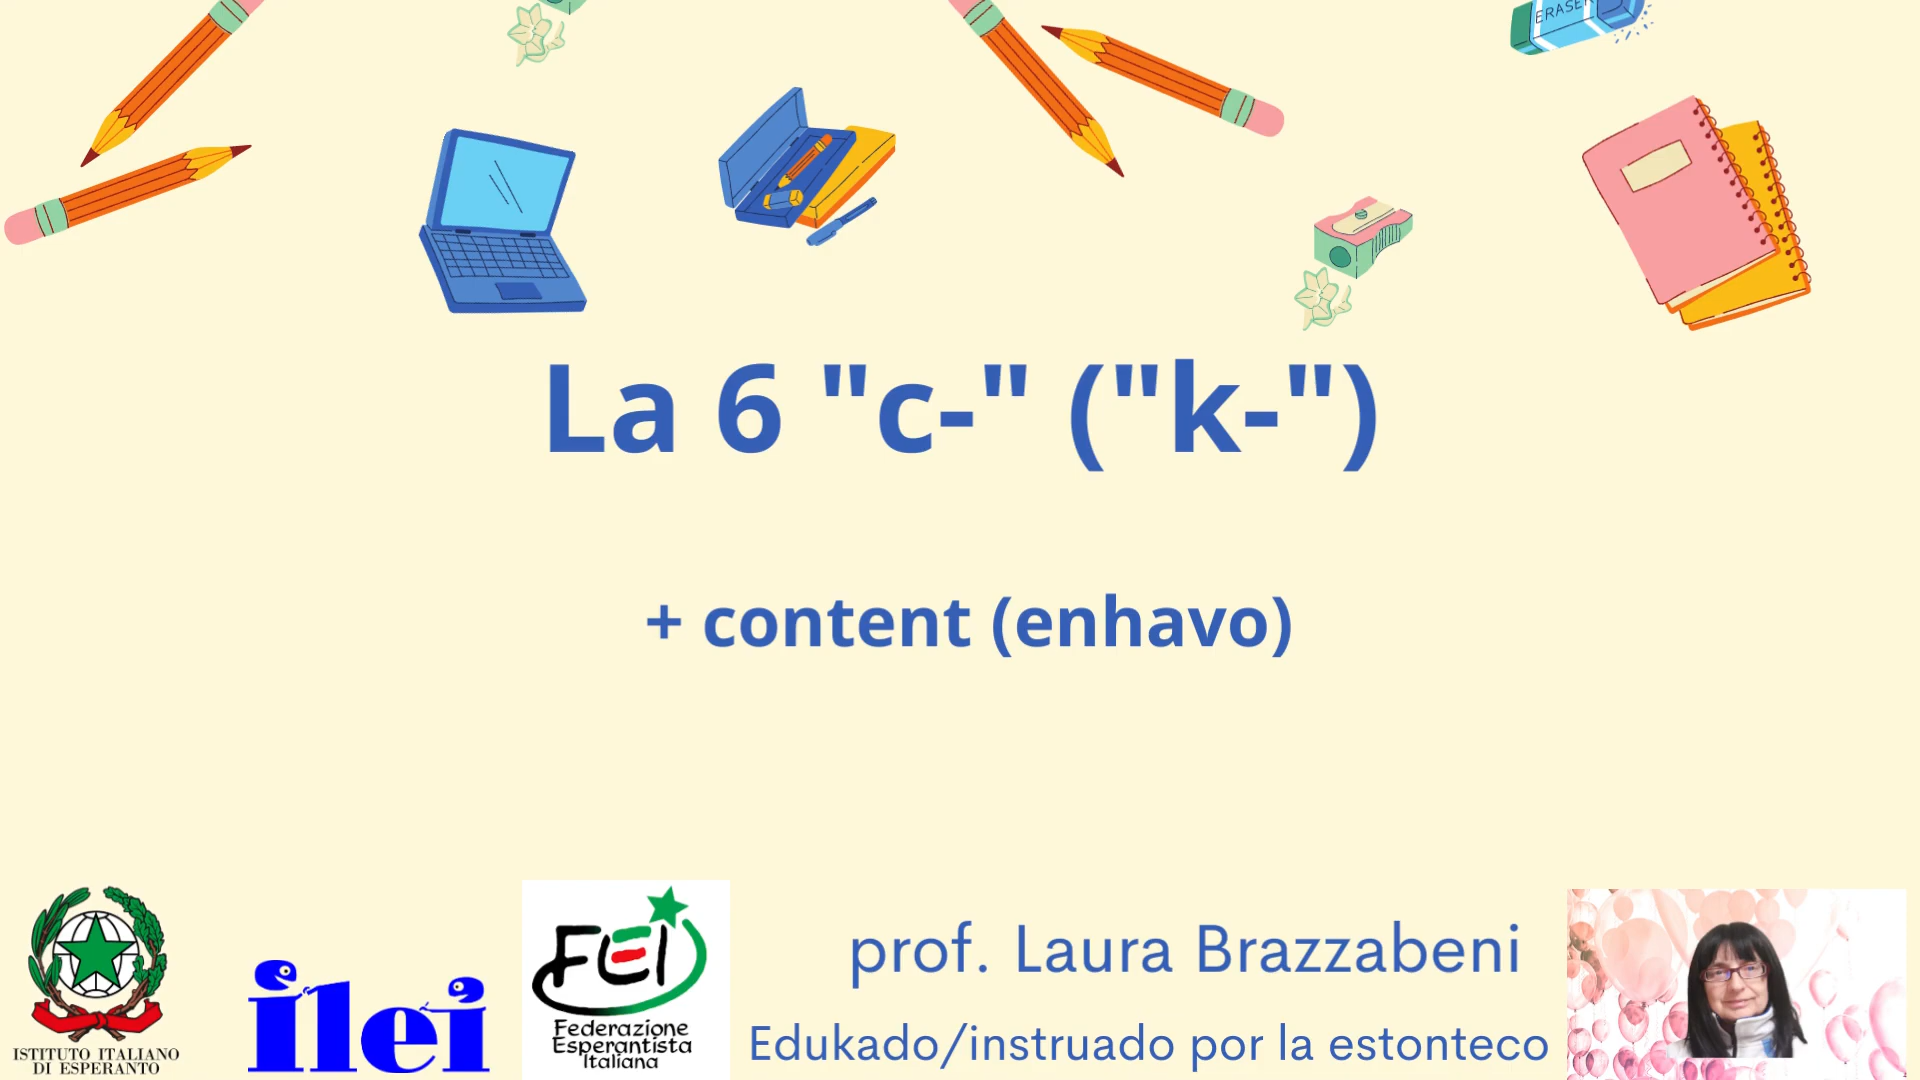 ERASER
La 6 "c-" ("k-")
+ content (enhavo)
prof. Laura Brazzabeni
Edukado/instruado por la estonteco
ISTITUTO ITALIANO
DI ESPERANTO
ilei
FEI
Federazione
Esperantista
Italiana